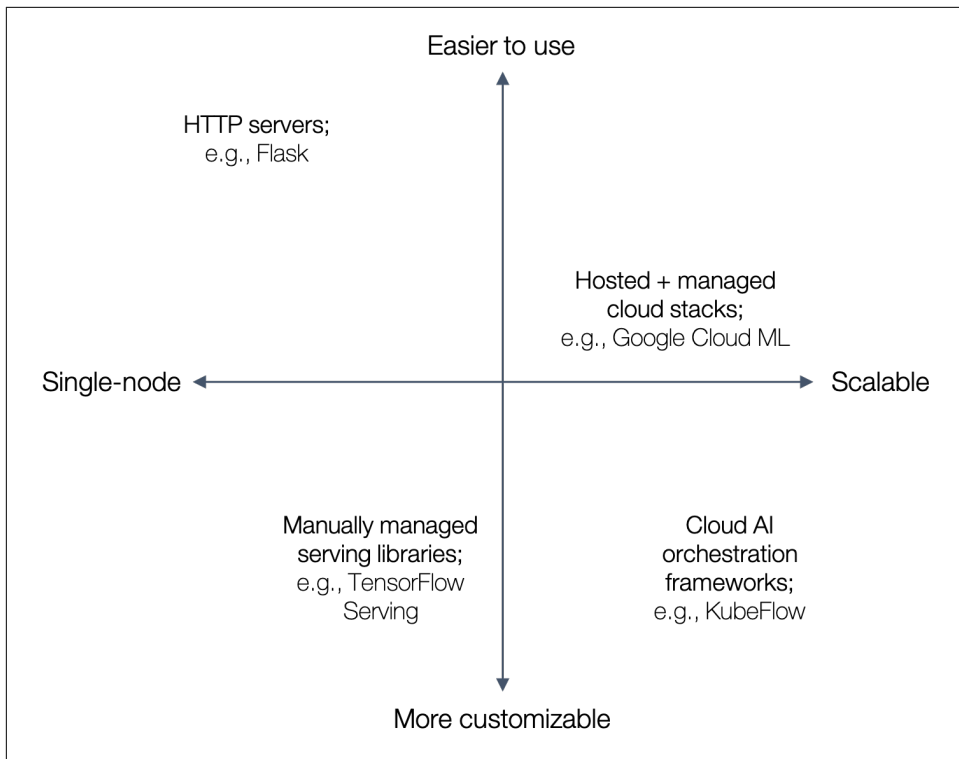 Easier to use
HTTP servers;
e.g., Flask
Hosted + managed
cloud stacks;
e.g., Google Cloud ML
Single-node
Scalable
Manually managed
serving libraries;
e.g., TensorFlow
Serving
Cloud AI
orchestration
frameworks;
e.g., KubeFlow
More customizable